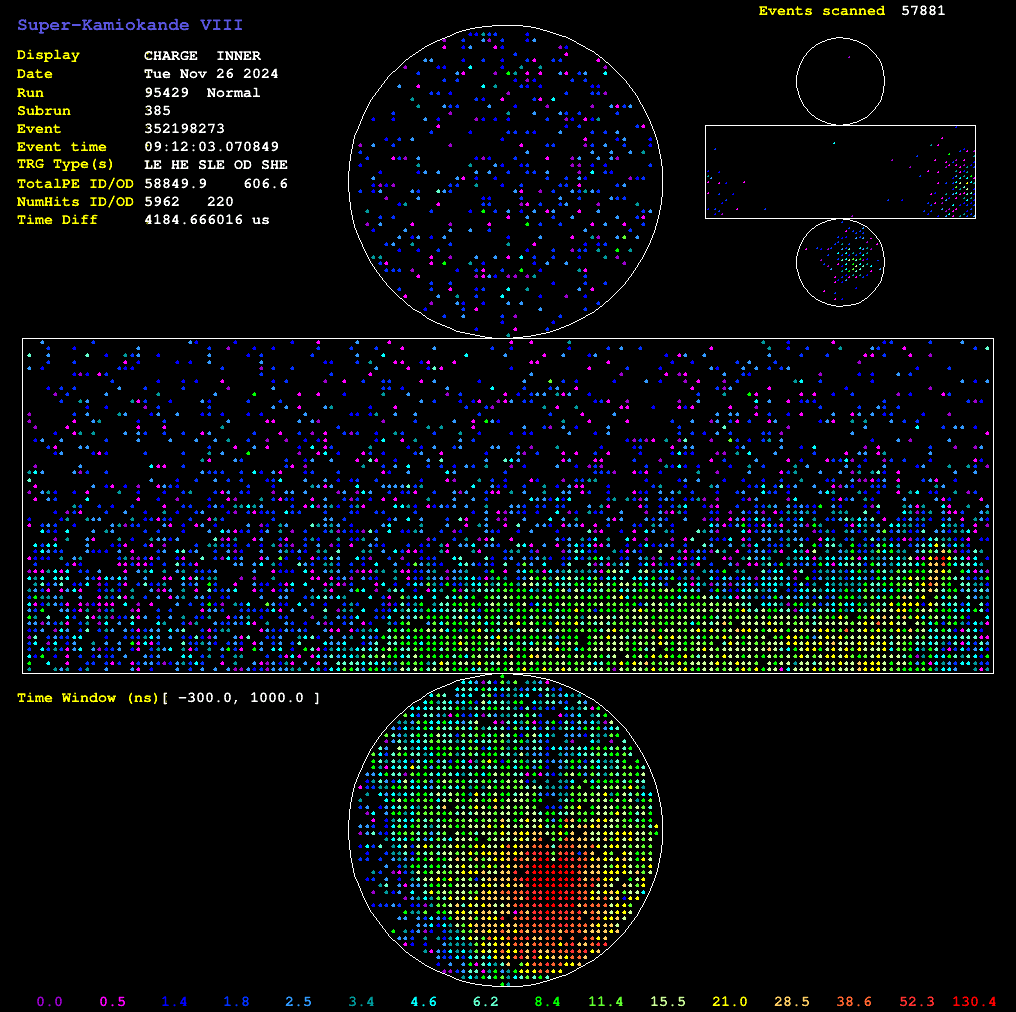 Super-Kamiokande VIII
Events scanned 57881
Display CHARGE INNER
Date Tue Nov 26 2024
Run 95429 Normal
Subrun 385
Event 352198273
Event time 09:12:03.070849
TRG Type(s) LE HE SLE OD SHE
TotalPE ID/OD 58849.9 606.6
NumHits ID/OD 5962 220
Time Diff 4184.666016 us
Time Window (ns)[ -300.0, 1000.0 ]
0.0 0.5 1.4 1.8 2.5 3.4 4.6 6.2 8.4 11.4 15.5 21.0 28.5 38.6 52.3 130.4